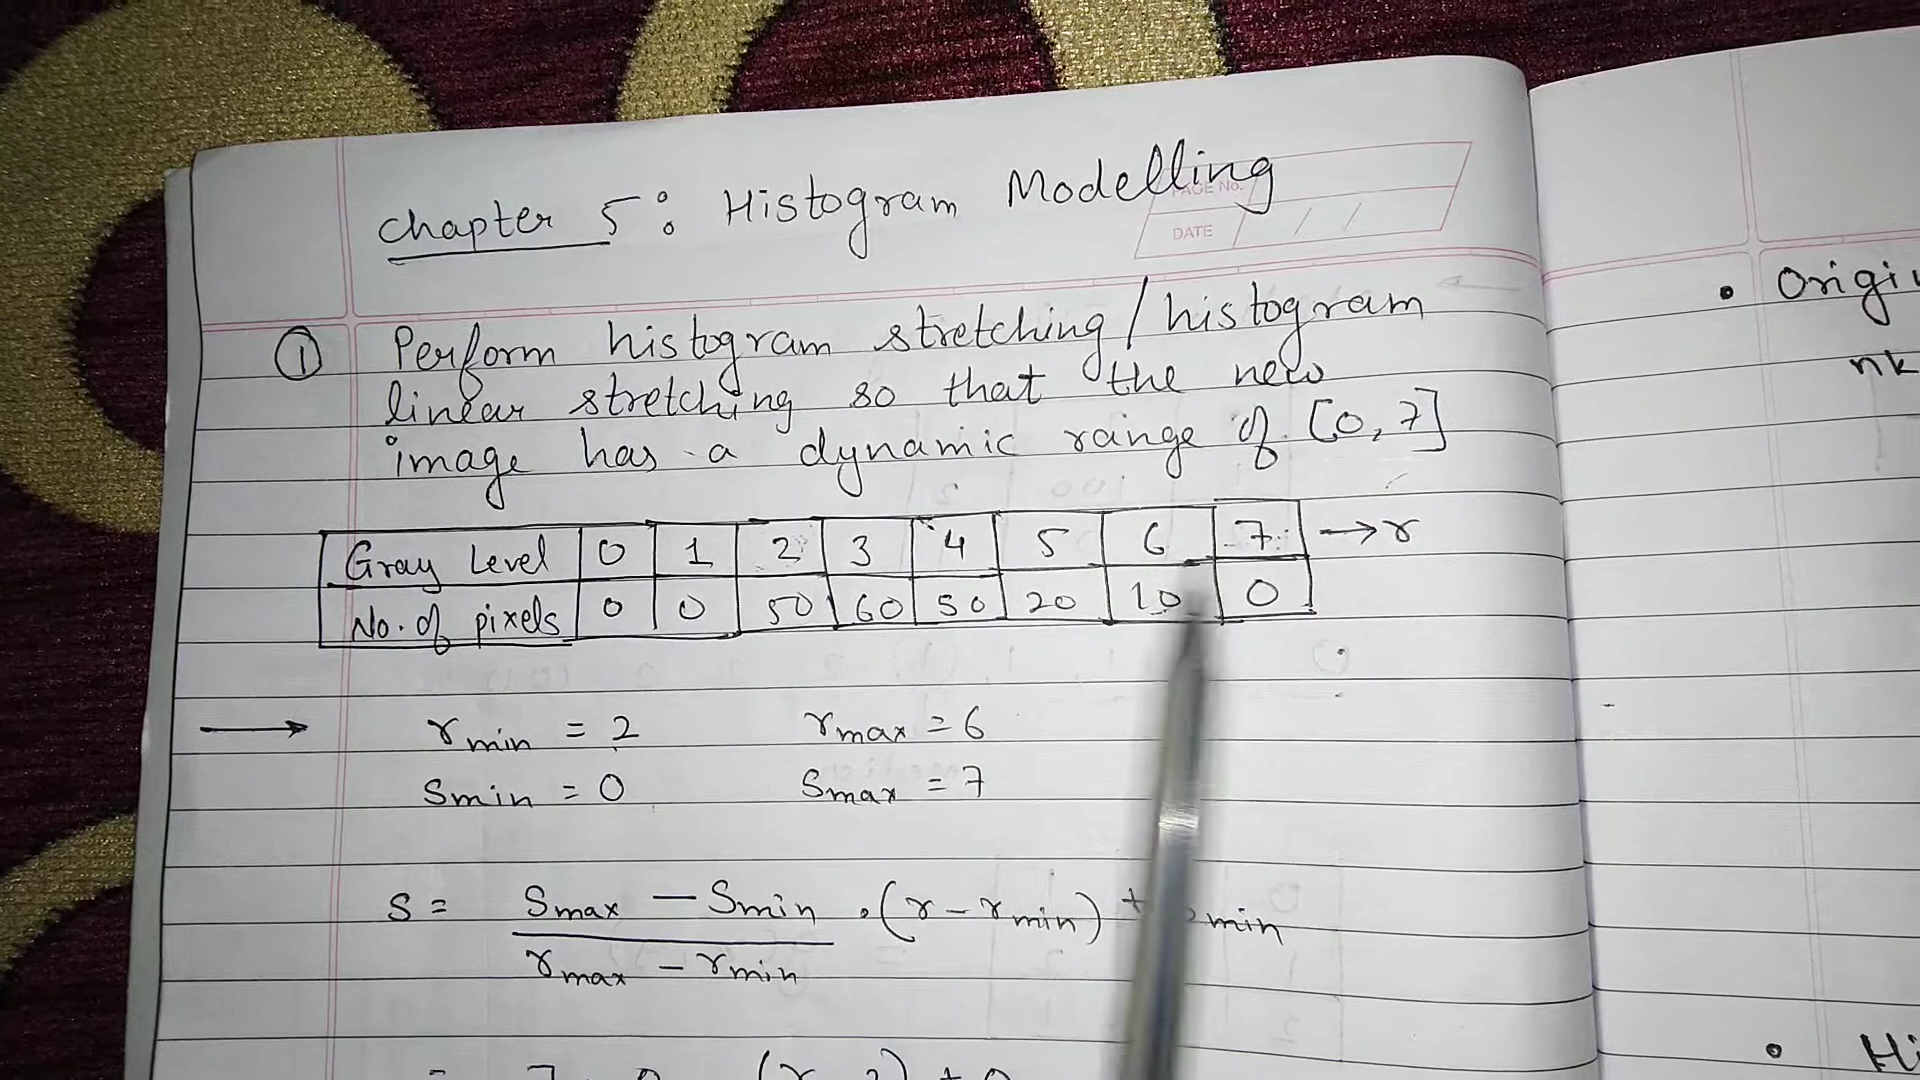 Chapter 5: Histogram Modelling
PAGE No.
DATE / /
① Perform histogram stretching / histogram
linear stretching so that the new
image has a dynamic range of [0, 7]
Gray Level 0 1 2 3 4 5 6 7 → r
No. of pixels 0 0 50 60 50 20 10 0
→ rmin = 2 rmax = 6
Smin = 0 Smax = 7
S = Smax - Smin . (r - rmin) + min
rmax - rmin
• Origi
nk
• Hi